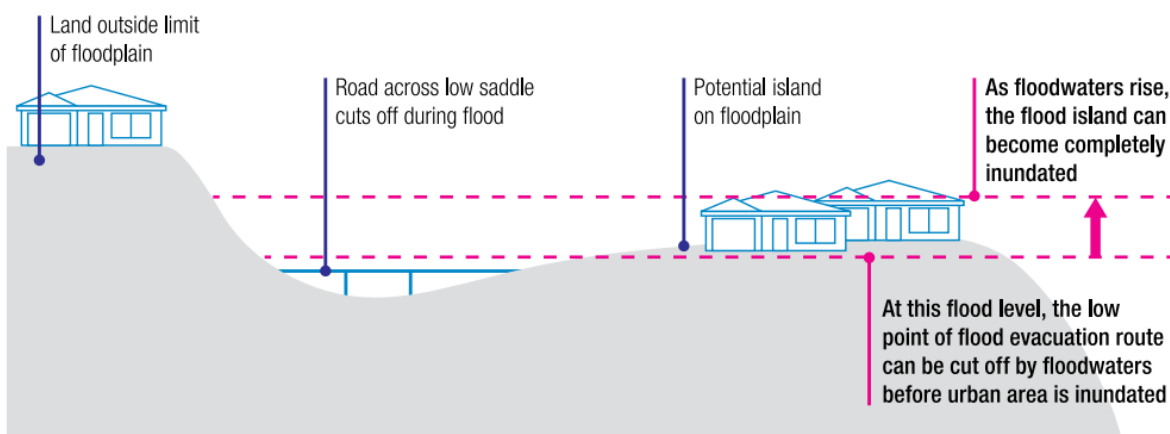 Land outside limit
of floodplain
Road across low saddle
cuts off during flood
Potential island
on floodplain
As floodwaters rise,
the flood island can
become completely
inundated
At this flood level, the low
point of flood evacuation route
can be cut off by floodwaters
before urban area is inundated